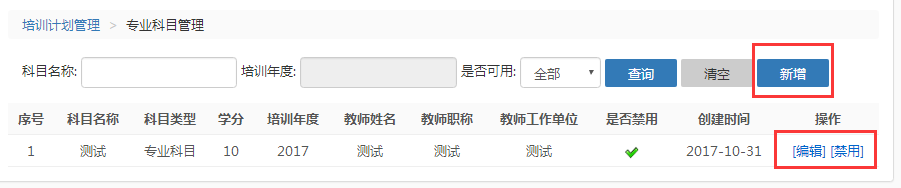 培训计划管理 > 专业科目管理
科目名称: 培训年度: 是否可用: 全部 查询 清空 新增
序号 科目名称 科目类型 学分 培训年度 教师姓名 教师职称 教师工作单位 是否禁用 创建时间 操作
1 测试 专业科目 10 2017 测试 测试 测试 2017-10-31 [编辑] [禁用]